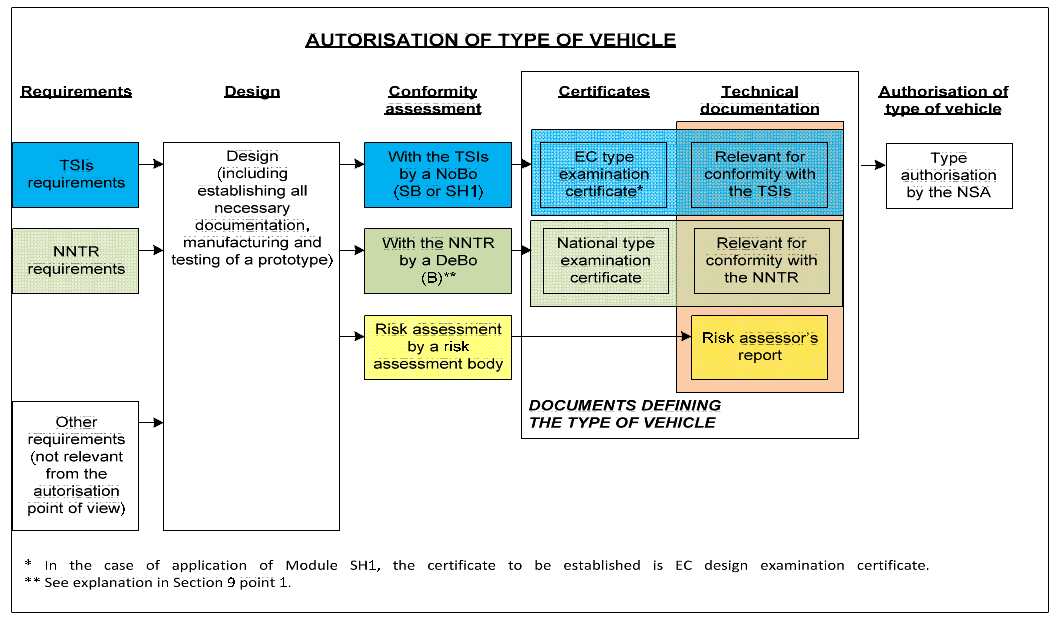 AUTORISATION OF TYPE OF VEHICLE
Requirements
Design
Conformity
assessment
Certificates
Technical
documentation
Authorisation of
type of vehicle
TSIs
requirements
Design
(including
establishing all
necessary
documentation,
manufacturing and
testing of a prototype)
With the TSIs
by a NoBo
(SB or SH1)
EC type
examination
certificate*
Relevant for
conformity with
the TSIs
Type
authorisation
by the NSA
NNTR
requirements
With the NNTR
by a DeBo
(B)**
National type
examination
certificate
Relevant for
conformity with
the NNTR
Risk assessment
by a risk
assessment body
Risk assessor's
report
DOCUMENTS DEFINING
THE TYPE OF VEHICLE
Other
requirements
(not relevant
from the
autorisation
point of view)
* In the case of application of Module SH1, the certificate to be established is EC design examination certificate.
** See explanation in Section 9 point 1.